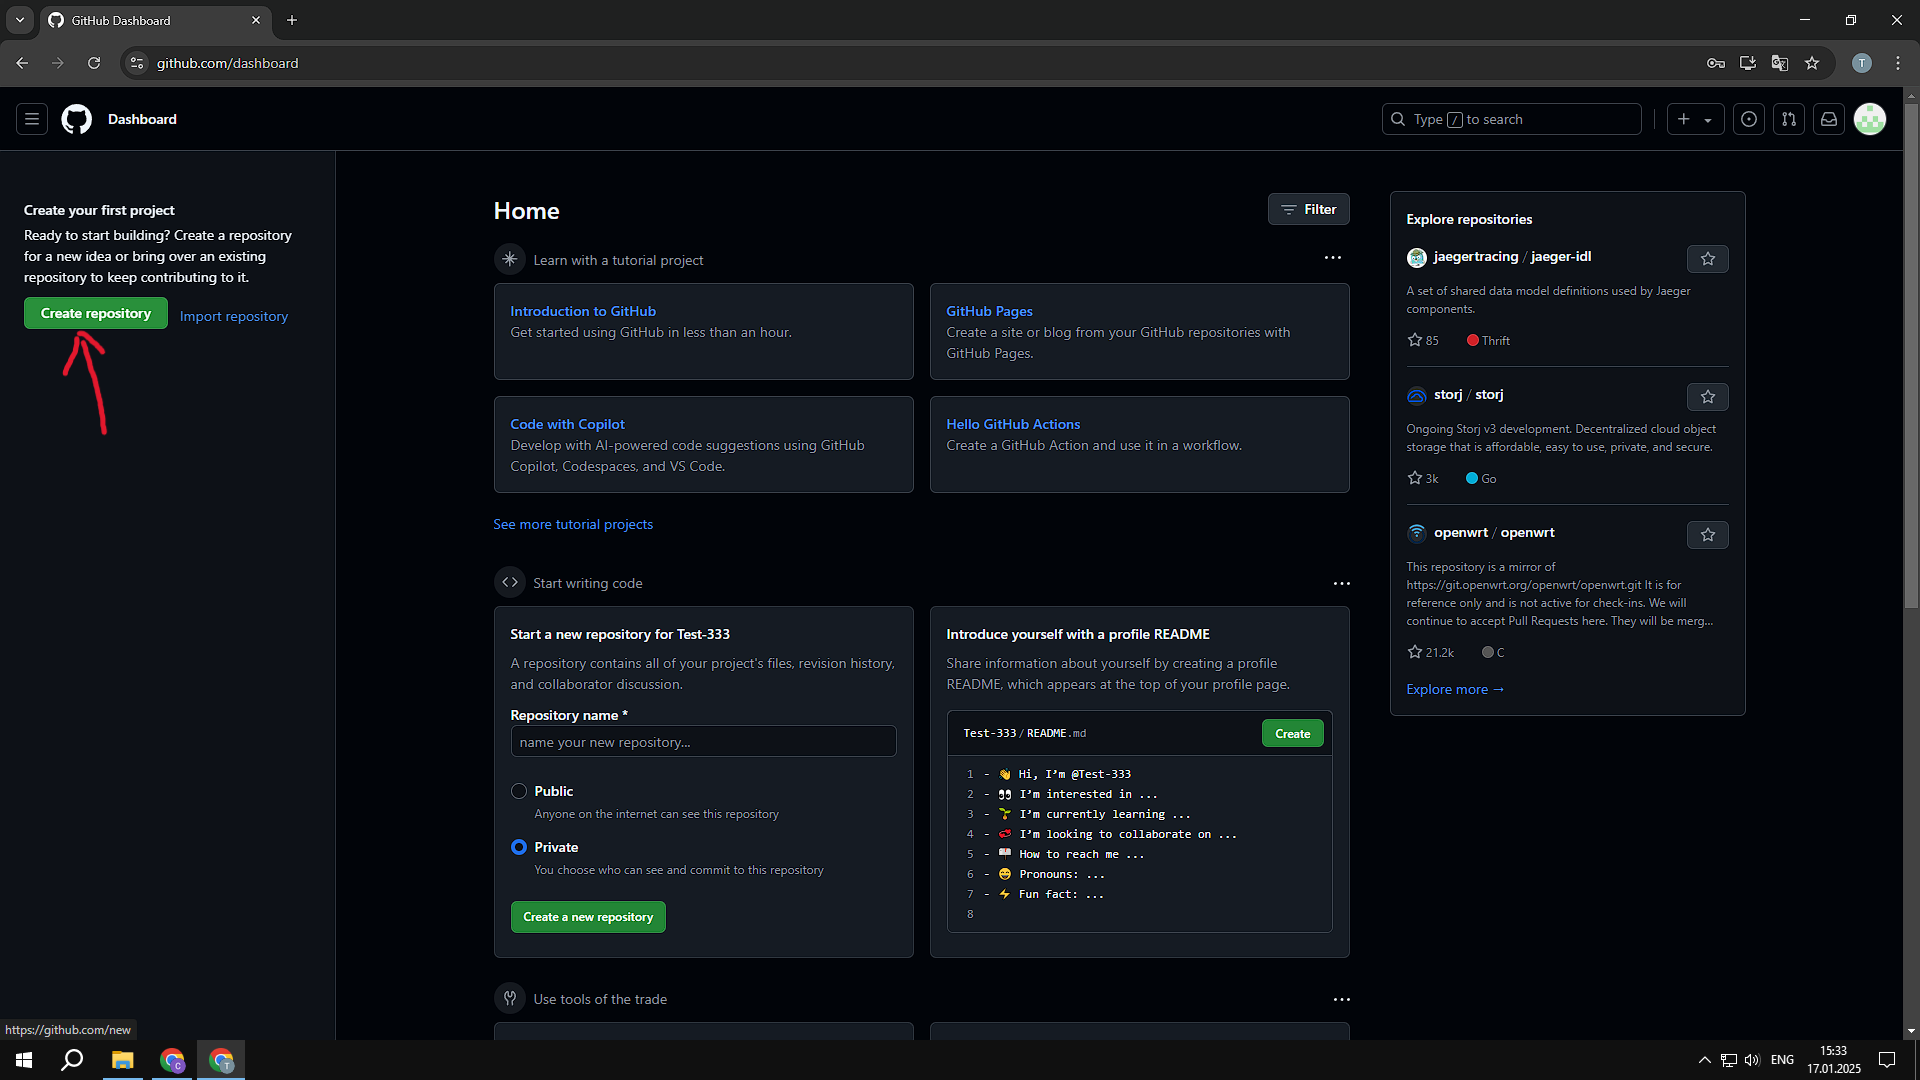 GitHub Dashboard
github.com/dashboard
T
Dashboard
Type / to search
Create your first project
Ready to start building? Create a repository
for a new idea or bring over an existing
repository to keep contributing to it.
Create repository
Import repository
Home
Filter
Learn with a tutorial project
Introduction to GitHub
Get started using GitHub in less than an hour.
GitHub Pages
Create a site or blog from your GitHub repositories with
GitHub Pages.
Code with Copilot
Develop with AI-powered code suggestions using GitHub
Copilot, Codespaces, and VS Code.
Hello GitHub Actions
Create a GitHub Action and use it in a workflow.
See more tutorial projects
Start writing code
Start a new repository for Test-333
A repository contains all of your project's files, revision history,
and collaborator discussion.
Repository name *
name your new repository...
Public
Anyone on the internet can see this repository
Private
You choose who can see and commit to this repository
Create a new repository
Introduce yourself with a profile README
Share information about yourself by creating a profile
README, which appears at the top of your profile page.
Test-333 / README.md
Create
1 - 👋 Hi, I’m @Test-333
2 - 👀 I’m interested in ...
3 - 🌱 I’m currently learning ...
4 - 💞️ I’m looking to collaborate on ...
5 - 📫 How to reach me ...
6 - 😄 Pronouns: ...
7 - ⚡ Fun fact: ...
8
Use tools of the trade
Explore repositories
jaegertracing / jaeger-idl
A set of shared data model definitions used by Jaeger
components.
85 Thrift
storj / storj
Ongoing Storj v3 development. Decentralized cloud object
storage that is affordable, easy to use, private, and secure.
3k Go
openwrt / openwrt
This repository is a mirror of
https://git.openwrt.org/openwrt/openwrt.git It is for
reference only and is not active for check-ins. We will
continue to accept Pull Requests here. They will be merg...
21.2k C
Explore more →
https://github.com/new
C
T
ENG
15:33
17.01.2025